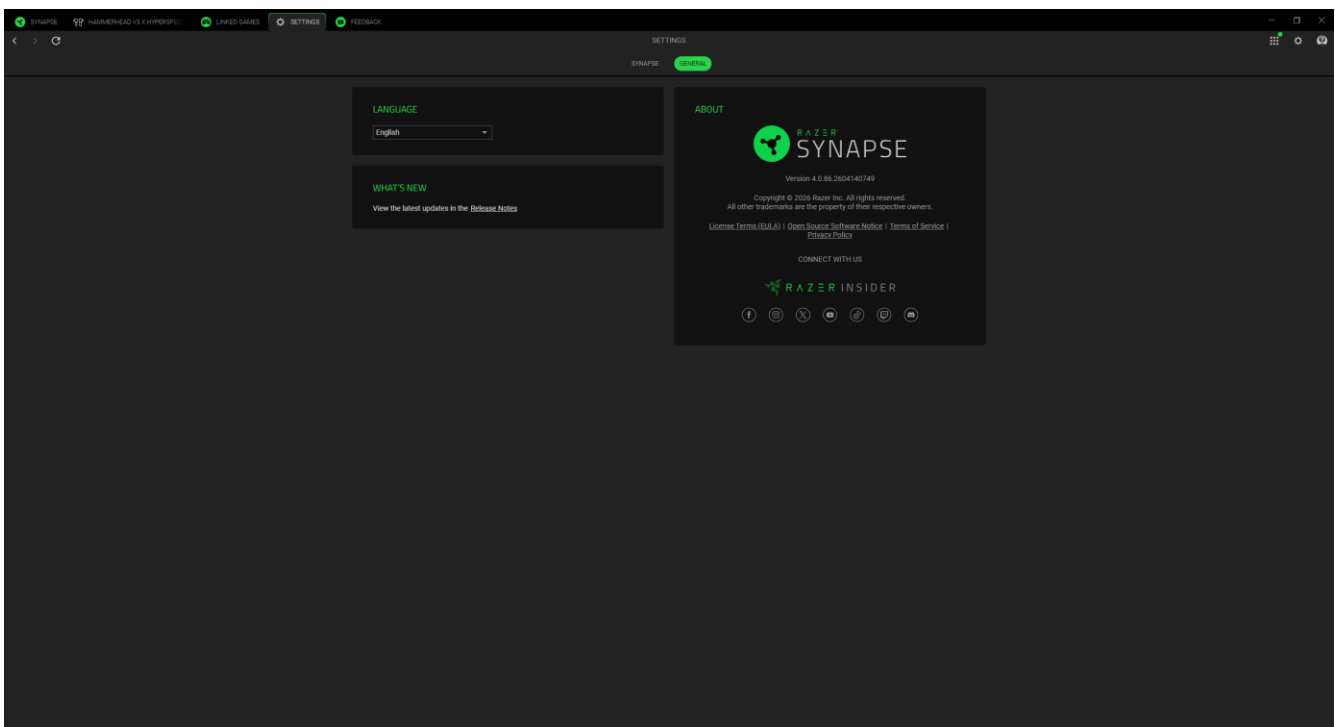 SYNAPSE
HAMMERHEAD V3 X HYPERSPEED
LINKED GAMES
SETTINGS
FEEDBACK
SETTINGS
SYNAPSE
GENERAL
LANGUAGE
English
WHAT'S NEW
View the latest updates in the Release Notes
ABOUT
RAZER
SYNAPSE
Version 4.0.86.2604140749
Copyright © 2026 Razer Inc. All rights reserved.
All other trademarks are the property of their respective owners.
License Terms (EULA) | Open Source Software Notice | Terms of Service |
Privacy Policy
CONNECT WITH US
RAZER INSIDER